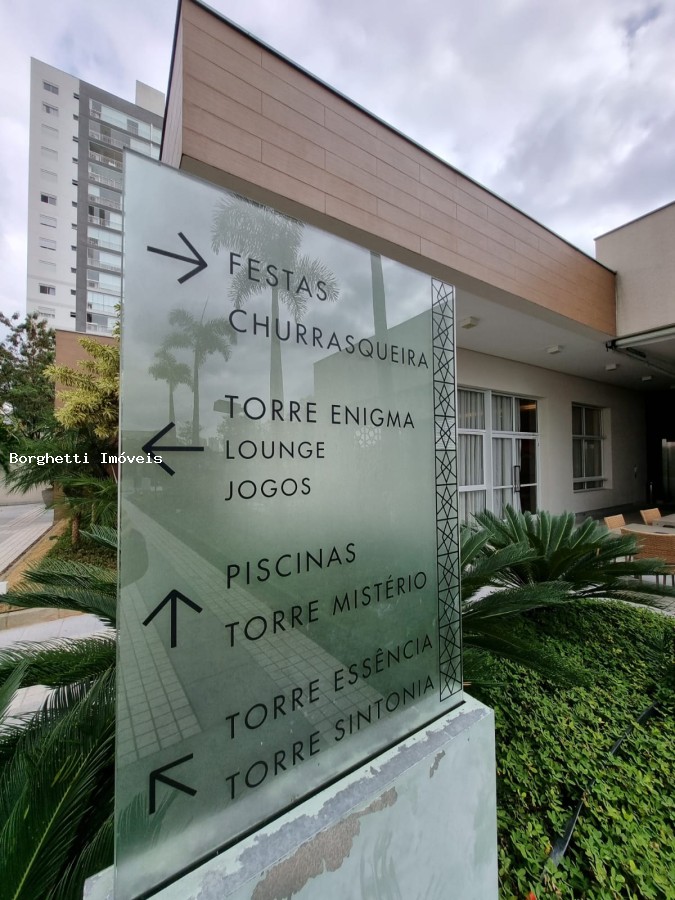 FESTAS
CHURRASQUEIRA
TORRE ENIGMA
LOUNGE
JOGOS
Borghetti Imóveis
PISCINAS
TORRE MISTÉRIO
TORRE ESSÊNCIA
TORRE SINTONIA